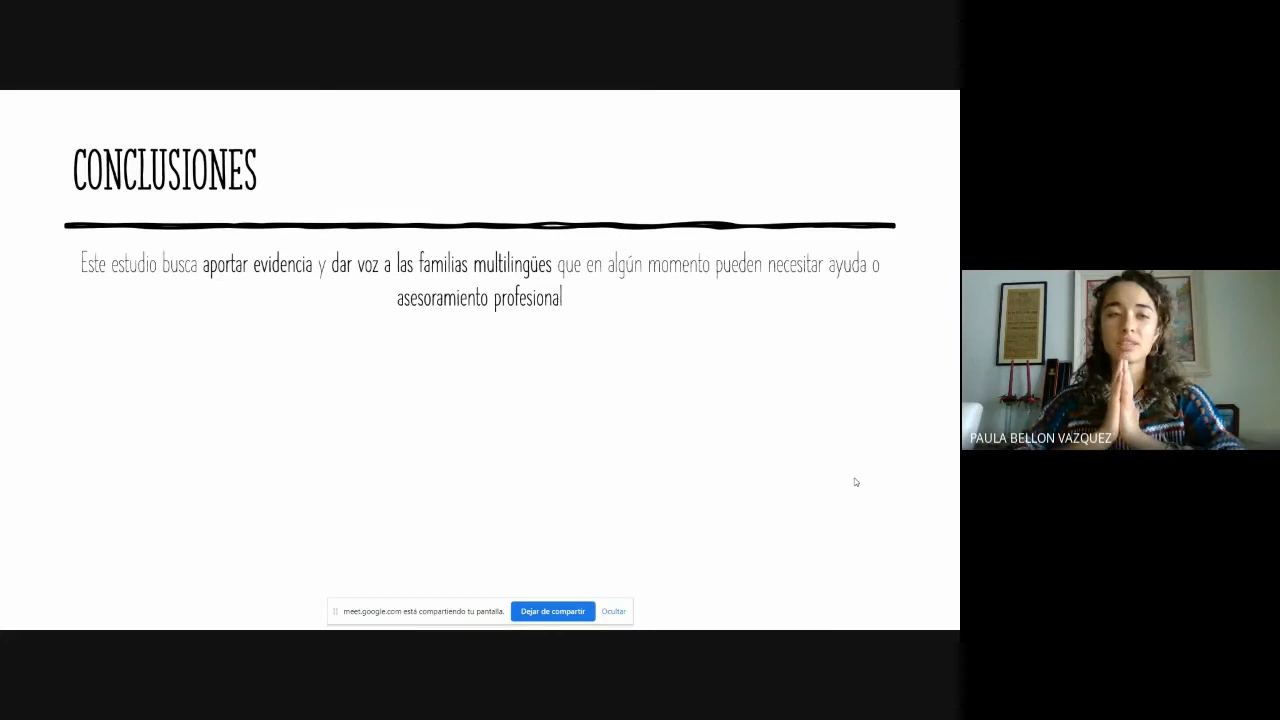 CONCLUSIONES
Este estudio busca aportar evidencia y dar voz a las familias multilingües que en algún momento pueden necesitar ayuda o
asesoramiento profesional
PAULA BELLON VAZQUEZ
meet.google.com está compartiendo tu pantalla. Dejar de compartir Ocultar